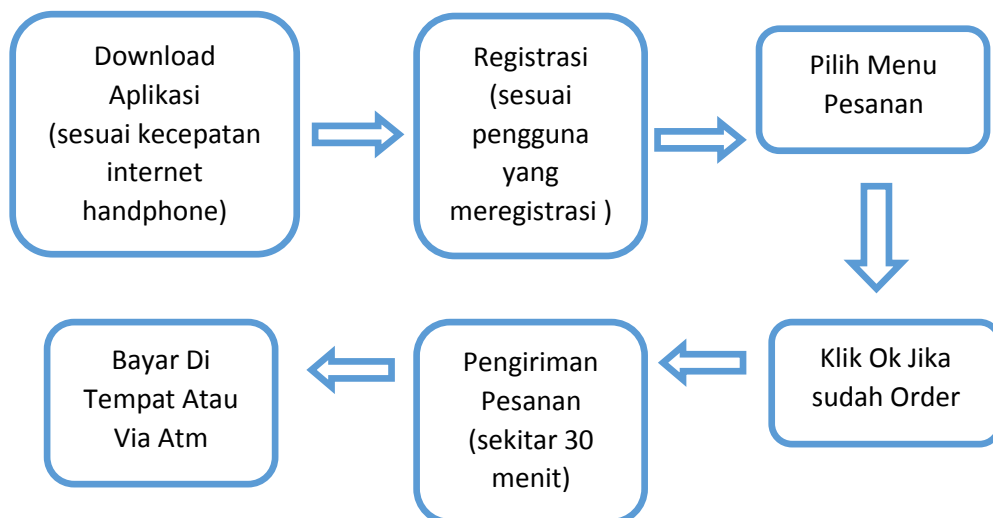 Download
Aplikasi
(sesuai kecepatan
internet
handphone)
Registrasi
(sesuai
pengguna
yang
meregistrasi )
Pilih Menu
Pesanan
Klik Ok Jika
sudah Order
Pengiriman
Pesanan
(sekitar 30
menit)
Bayar Di
Tempat Atau
Via Atm